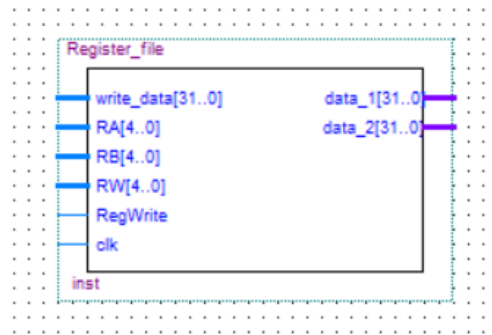 Register_file
write_data[31..0] data_1[31..0]
RA[4..0] data_2[31..0]
RB[4..0]
RW[4..0]
RegWrite
clk
inst